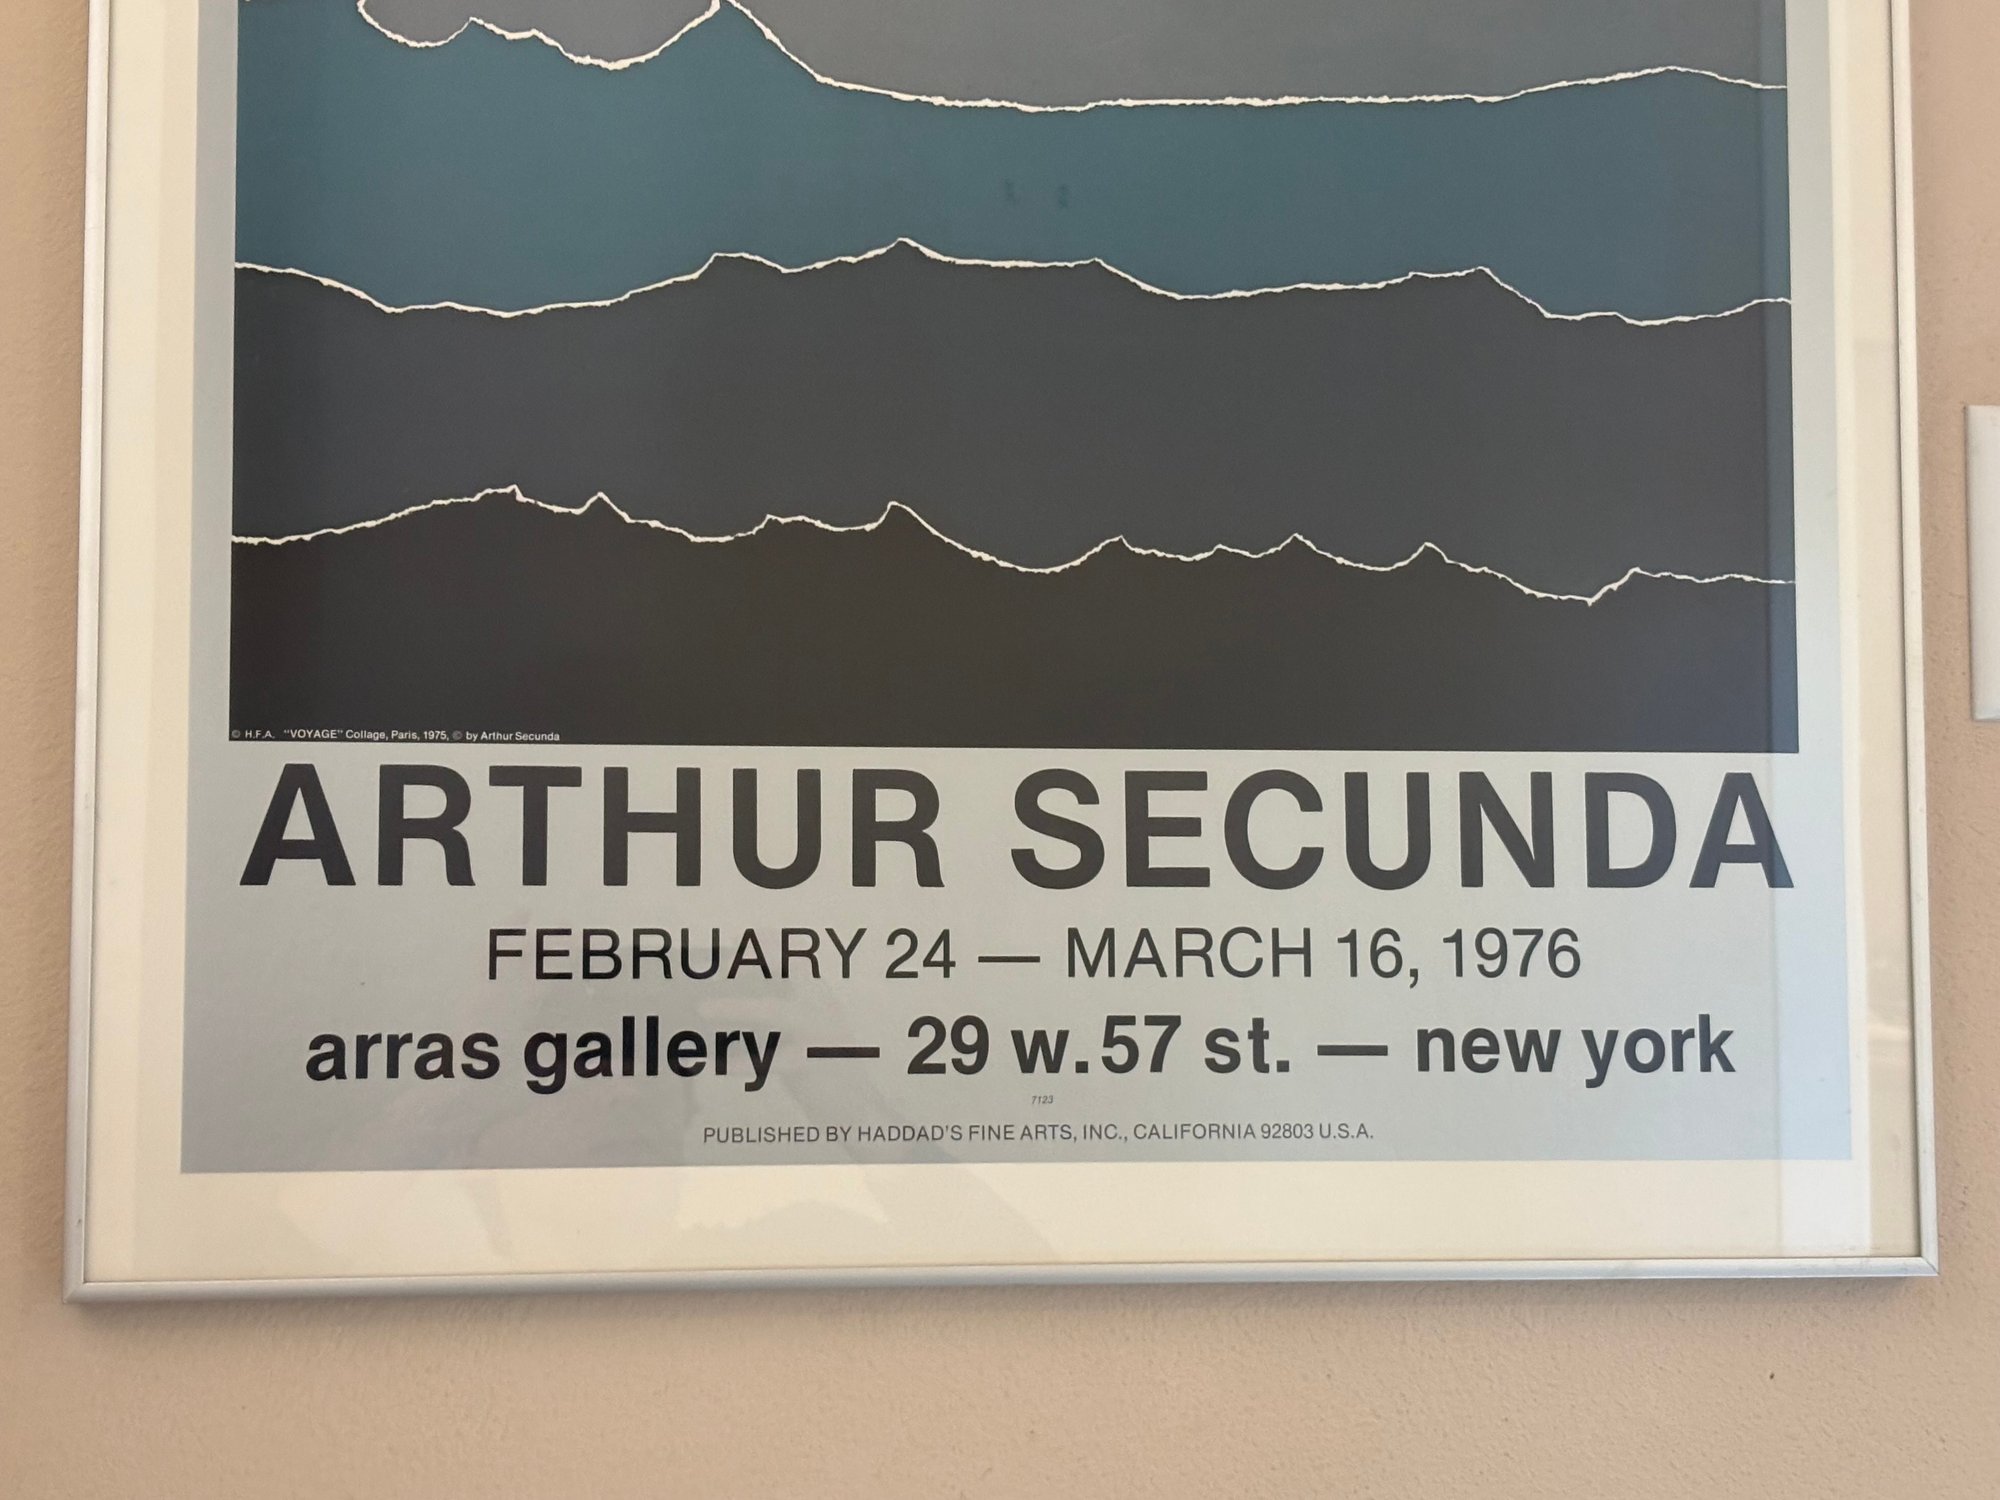 © H.F.A. "VOYAGE" Collage, Paris, 1975, © by Arthur Secunda
ARTHUR SECUNDA
FEBRUARY 24 — MARCH 16, 1976
arras gallery — 29 w. 57 st. — new york
7123
PUBLISHED BY HADDAD'S FINE ARTS, INC., CALIFORNIA 92803 U.S.A.